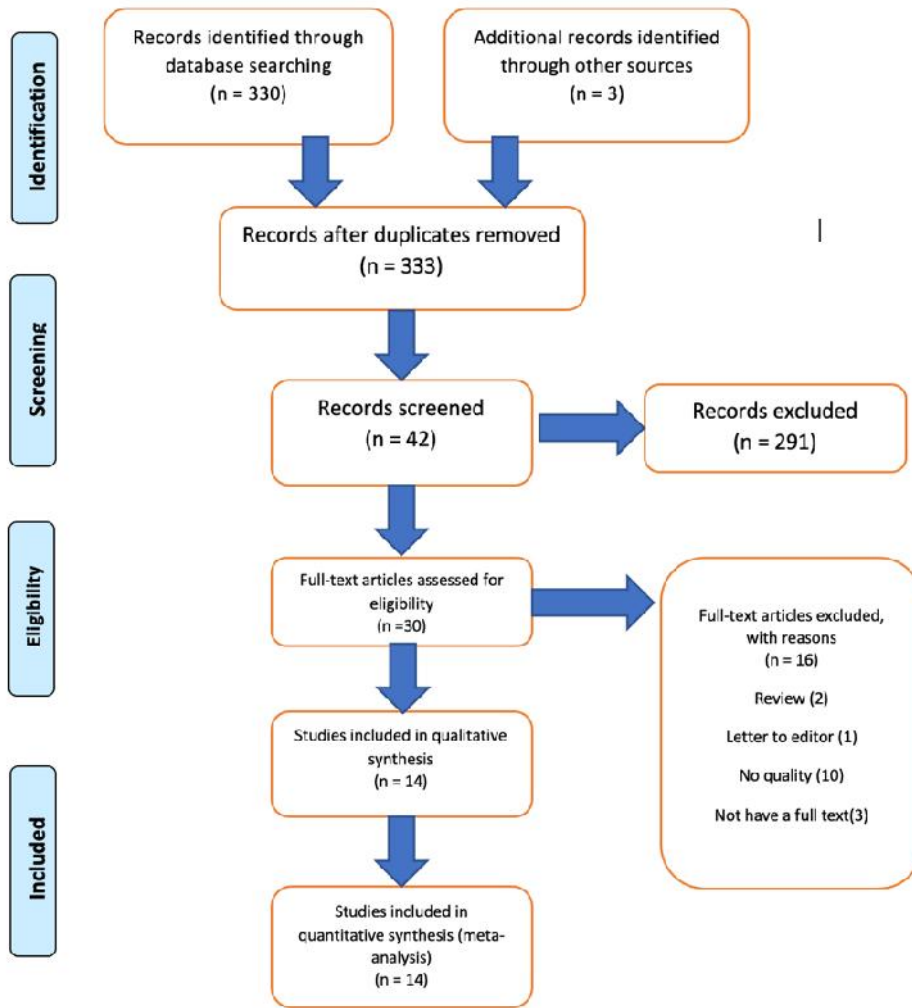 Identification
Records identified through
database searching
(n = 330)
Additional records identified
through other sources
(n = 3)
Records after duplicates removed
(n = 333)
Screening
Records screened
(n = 42)
Records excluded
(n = 291)
Eligibility
Full-text articles assessed for
eligibility
(n =30)
Full-text articles excluded,
with reasons
(n = 16)
Review (2)
Letter to editor (1)
No quality (10)
Not have a full text(3)
Included
Studies included in qualitative
synthesis
(n = 14)
Studies included in
quantitative synthesis (meta-
analysis)
(n = 14)